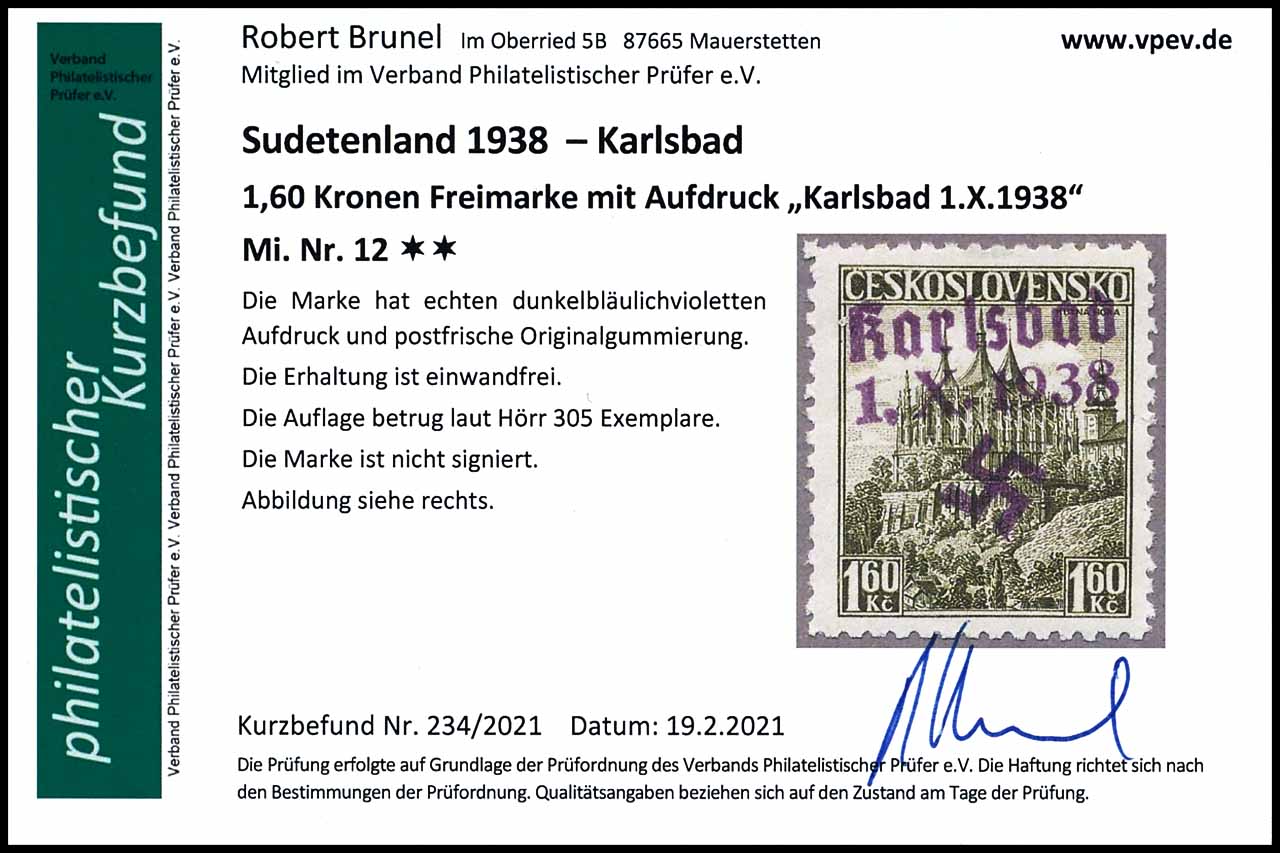 Verband
Philatelistischer
Prüfer e.V.
philatelistischer
Kurzbefund
Verband Philatelistischer Prüfer e.V. Verband Philatelistischer Prüfer e.V. Verband Philatelistischer Prüfer e.V.
Robert Brunel Im Oberried 5B 87665 Mauerstetten
www.vpev.de
Mitglied im Verband Philatelistischer Prüfer e.V.
Sudetenland 1938 – Karlsbad
1,60 Kronen Freimarke mit Aufdruck „Karlsbad 1.X.1938“
Mi. Nr. 12 ✶✶
Die Marke hat echten dunkelbläulichvioletten
Aufdruck und postfrische Originalgummierung.
Die Erhaltung ist einwandfrei.
Die Auflage betrug laut Hörr 305 Exemplare.
Die Marke ist nicht signiert.
Abbildung siehe rechts.
ČESKOSLOVENSKO
KUTNÁ HORA
Karlsbad
1. X. 1938
1 60 Kč
1 60 Kč
Kurzbefund Nr. 234/2021 Datum: 19.2.2021
Die Prüfung erfolgte auf Grundlage der Prüfordnung des Verbands Philatelistischer Prüfer e.V. Die Haftung richtet sich nach
den Bestimmungen der Prüfordnung. Qualitätsangaben beziehen sich auf den Zustand am Tage der Prüfung.